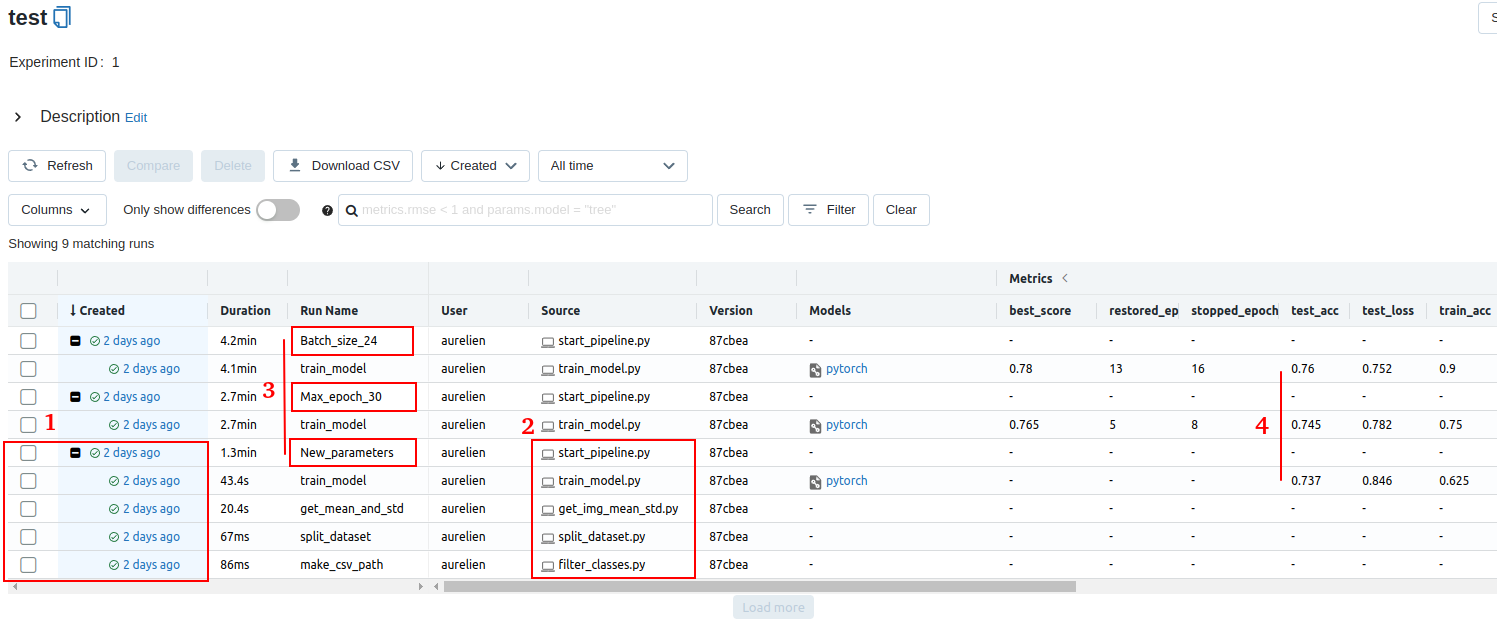 test
S
Experiment ID: 1
Description Edit
Refresh Compare Delete Download CSV Created All time
Columns Only show differences ? metrics.rmse < 1 and params.model = "tree" Search Filter Clear
Showing 9 matching runs
Metrics
Created Duration Run Name User Source Version Models best_score restored_ep stopped_epoch test_acc test_loss train_acc
2 days ago 4.2min Batch_size_24 aurelien start_pipeline.py 87cbea - - - - - - -
2 days ago 4.1min train_model aurelien train_model.py 87cbea pytorch 0.78 13 16 0.76 0.752 0.9
2 days ago 2.7min 3 Max_epoch_30 aurelien start_pipeline.py 87cbea - - - - - - -
1 2 days ago 2.7min train_model aurelien 2 train_model.py 87cbea pytorch 0.765 5 8 4 0.745 0.782 0.75
2 days ago 1.3min New_parameters aurelien start_pipeline.py 87cbea - - - - - - -
2 days ago 43.4s train_model aurelien train_model.py 87cbea pytorch - - - 0.737 0.846 0.625
2 days ago 20.4s get_mean_and_std aurelien get_img_mean_std.py 87cbea - - - - - - -
2 days ago 67ms split_dataset aurelien split_dataset.py 87cbea - - - - - - -
2 days ago 86ms make_csv_path aurelien filter_classes.py 87cbea - - - - - - -
Load more